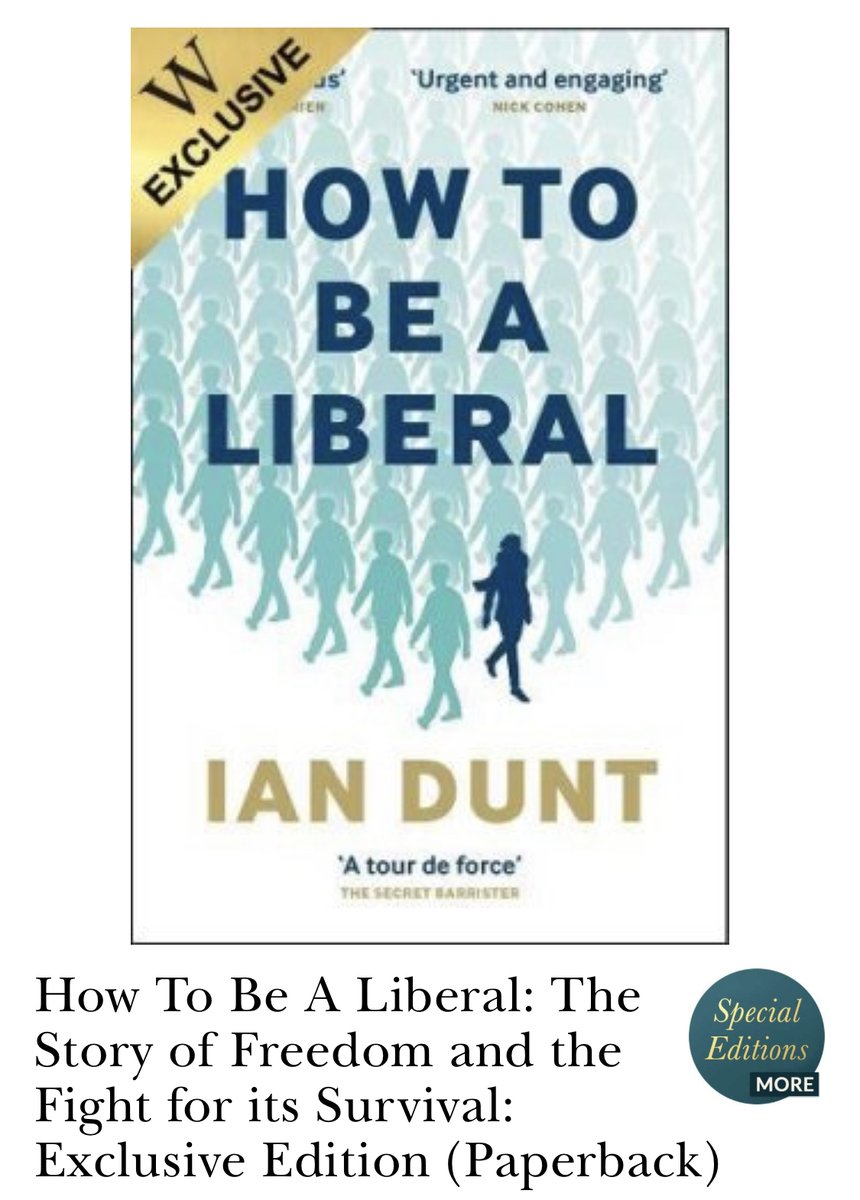 W
EXCLUSIVE
us' 'Urgent and engaging'
NICK COHEN
HOW TO
BE A
LIBERAL
IAN DUNT
'A tour de force'
THE SECRET BARRISTER
How To Be A Liberal: The
Story of Freedom and the
Fight for its Survival:
Exclusive Edition (Paperback)
Special
Editions
MORE